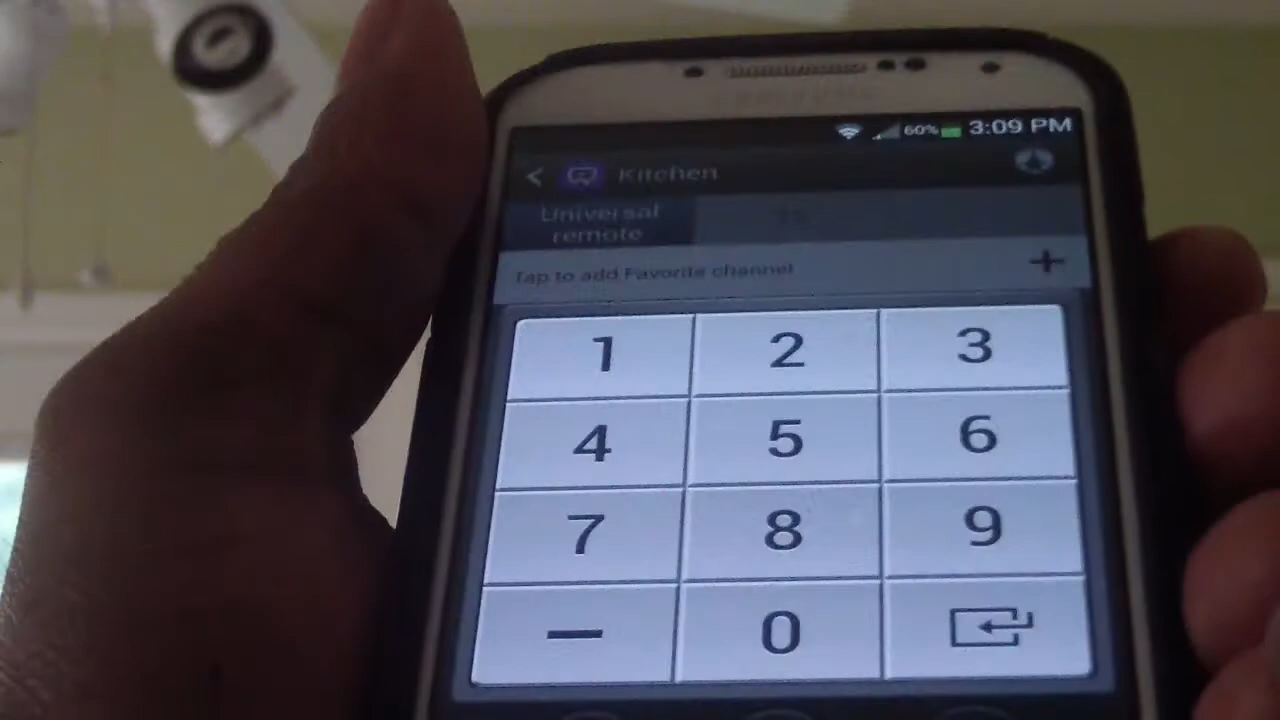 60% 3:09 PM
Kitchen
Universal
remote
Tap to add Favorite channel +
1 2 3
4 5 6
7 8 9
− 0